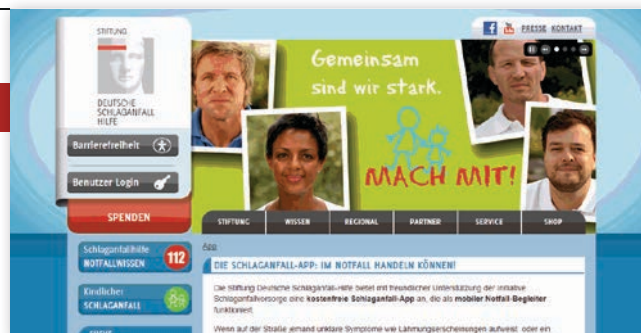 STIFTUNG
DEUTSCHE
SCHLAGANFALL
HILFE
Barrierefreiheit
Benutzer Login
SPENDEN
Schlaganfallhilfe
NOTFALLWISSEN
112
Kindlicher
SCHLAGANFALL
PRESSE KONTAKT
Gemeinsam
sind wir stark.
MACH MIT!
STIFTUNG WISSEN REGIONAL PARTNER SERVICE SHOP
App
DIE SCHLAGANFALL-APP: IM NOTFALL HANDELN KÖNNEN!
Die Stiftung Deutsche Schlaganfall-Hilfe bietet mit freundlicher Unterstützung der Initiative
Schlaganfallvorsorge eine kostenfreie Schlaganfall-App an, die als mobiler Notfall-Begleiter
funktioniert.
Wenn auf der Straße jemand unklare Symptome wie Lähmungserscheinungen aufweist, oder ein